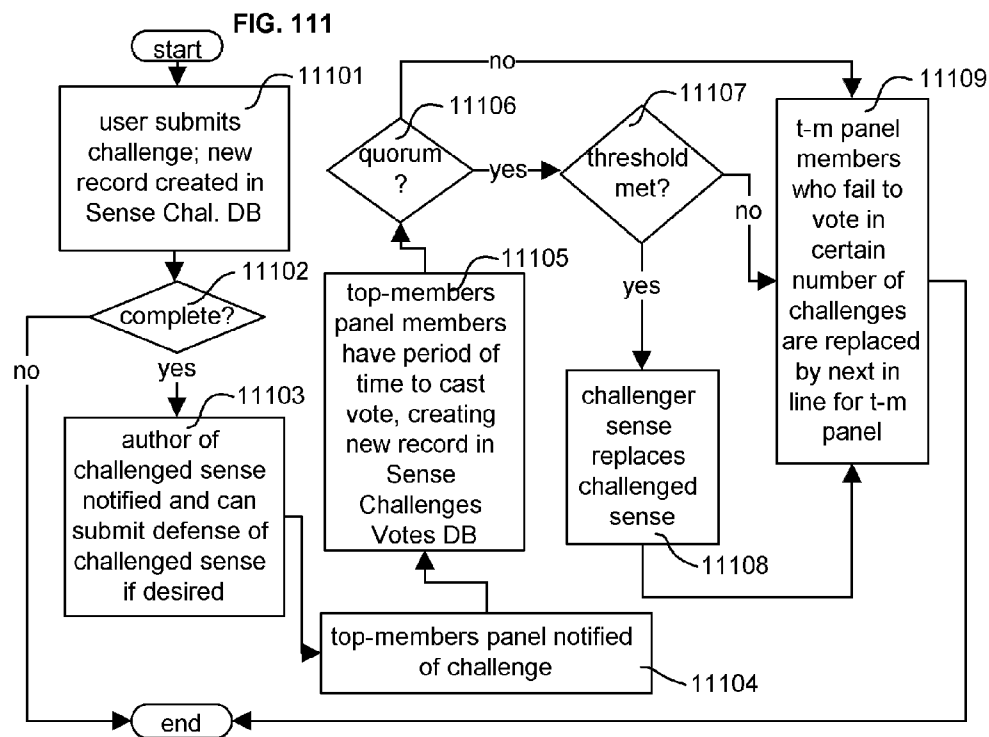 FIG. 111
start
11101
user submits
challenge; new
record created in
Sense Chal. DB
11102
complete?
no
yes
11103
author of
challenged sense
notified and can
submit defense of
challenged sense
if desired
top-members panel notified
of challenge
11104
11105
top-members
panel members
have period of
time to cast
vote, creating
new record in
Sense
Challenges
Votes DB
11106
quorum
?
no
yes
11107
threshold
met?
no
yes
challenger
sense
replaces
challenged
sense
11108
11109
t-m panel
members
who fail to
vote in
certain
number of
challenges
are replaced
by next in
line for t-m
panel
end